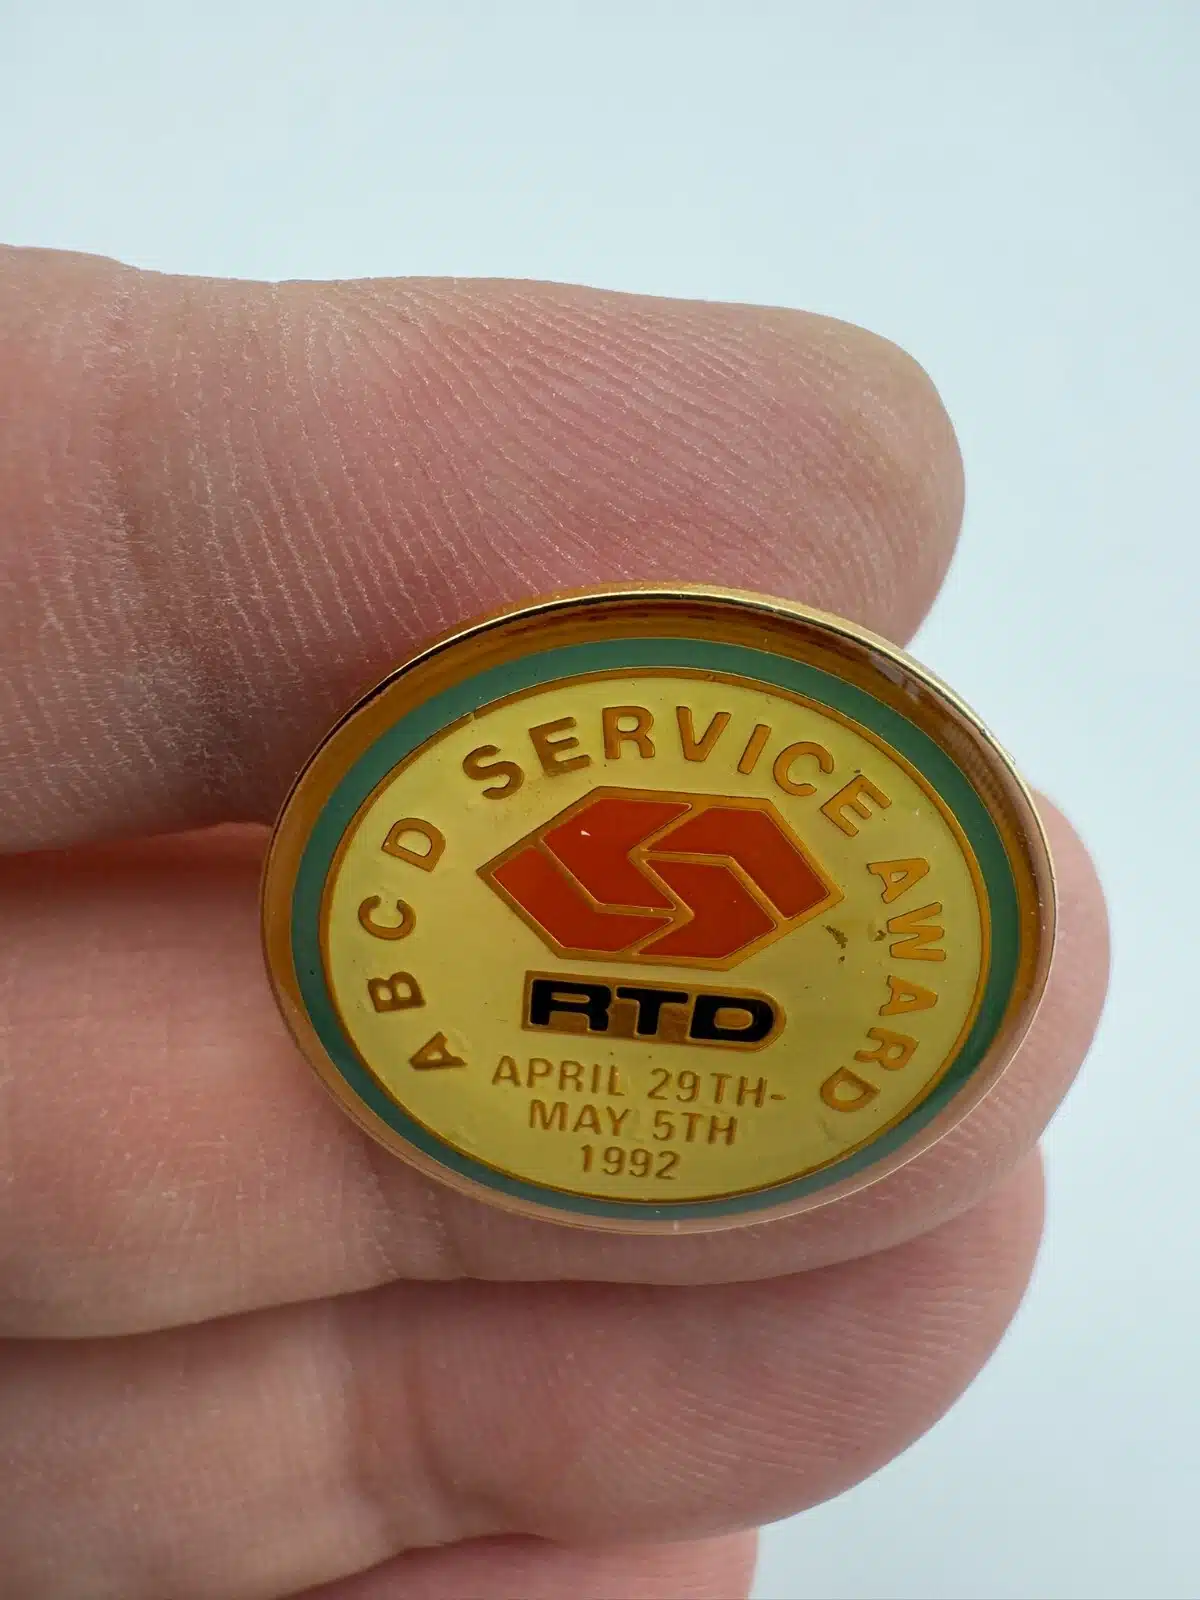 ABCD SERVICE AWARD
RTD
APRIL 29TH-
MAY 5TH
1992